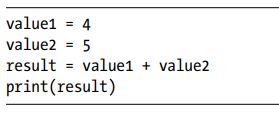 value1 = 4
value2 = 5
result = value1 + value2
print(result)